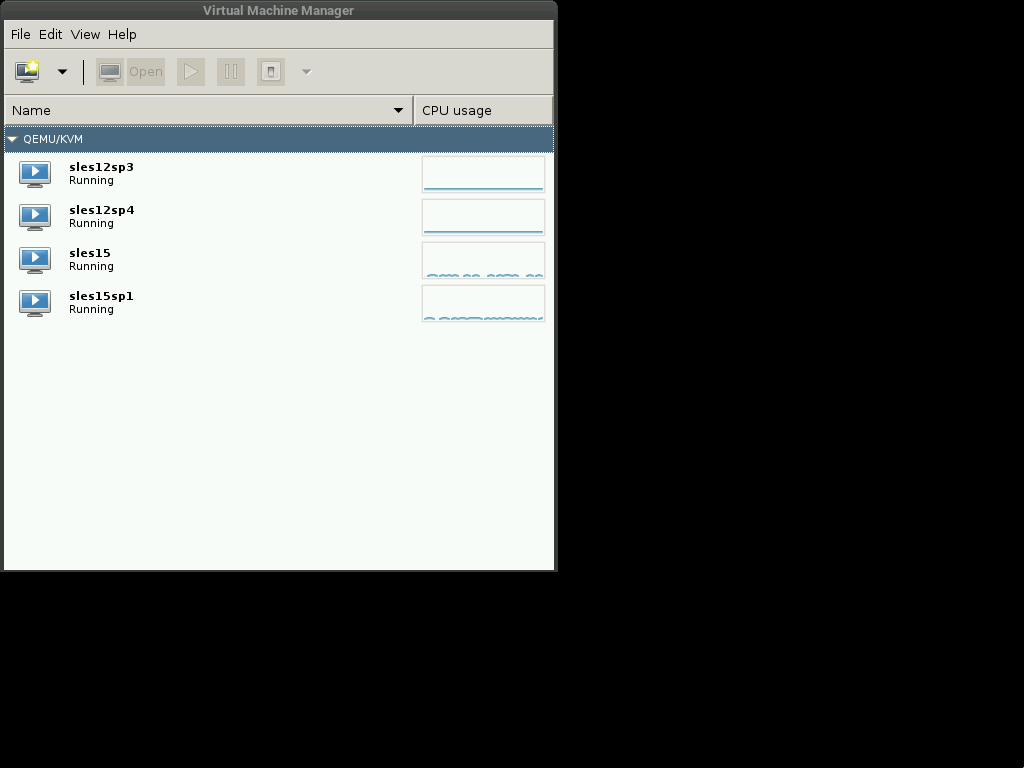 Virtual Machine Manager
File Edit View Help
Open
Name CPU usage
QEMU/KVM
sles12sp3
Running
sles12sp4
Running
sles15
Running
sles15sp1
Running